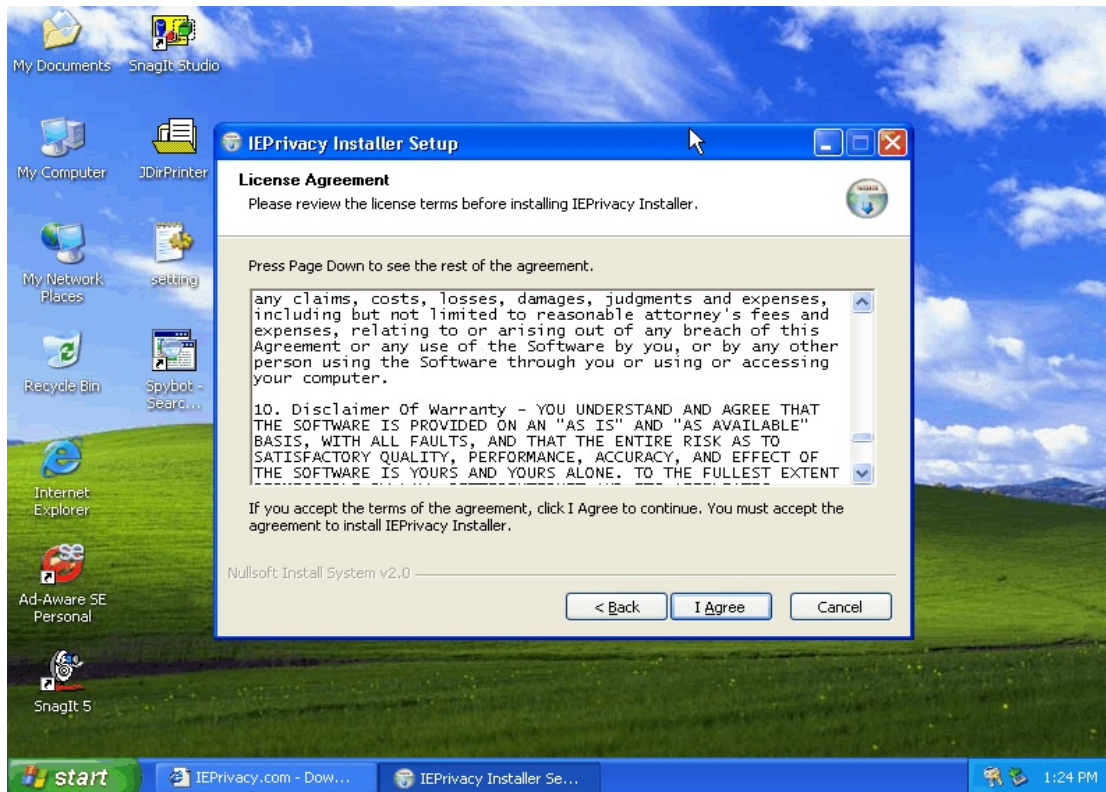 My Documents
SnagIt Studio
My Computer
JDirPrinter
My Network
Places
setting
Recycle Bin
Spybot -
Searc...
Internet
Explorer
Ad-Aware SE
Personal
SnagIt 5
IEPrivacy Installer Setup
License Agreement
Please review the license terms before installing IEPrivacy Installer.
Press Page Down to see the rest of the agreement.
any claims, costs, losses, damages, judgments and expenses,
including but not limited to reasonable attorney's fees and
expenses, relating to or arising out of any breach of this
Agreement or any use of the Software by you, or by any other
person using the Software through you or using or accessing
your computer.
10. Disclaimer Of Warranty - YOU UNDERSTAND AND AGREE THAT
THE SOFTWARE IS PROVIDED ON AN "AS IS" AND "AS AVAILABLE"
BASIS, WITH ALL FAULTS, AND THAT THE ENTIRE RISK AS TO
SATISFACTORY QUALITY, PERFORMANCE, ACCURACY, AND EFFECT OF
THE SOFTWARE IS YOURS AND YOURS ALONE. TO THE FULLEST EXTENT
If you accept the terms of the agreement, click I Agree to continue. You must accept the
agreement to install IEPrivacy Installer.
Nullsoft Install System v2.0
< Back
I Agree
Cancel
start
IEPrivacy.com - Dow...
IEPrivacy Installer Se...
1:24 PM